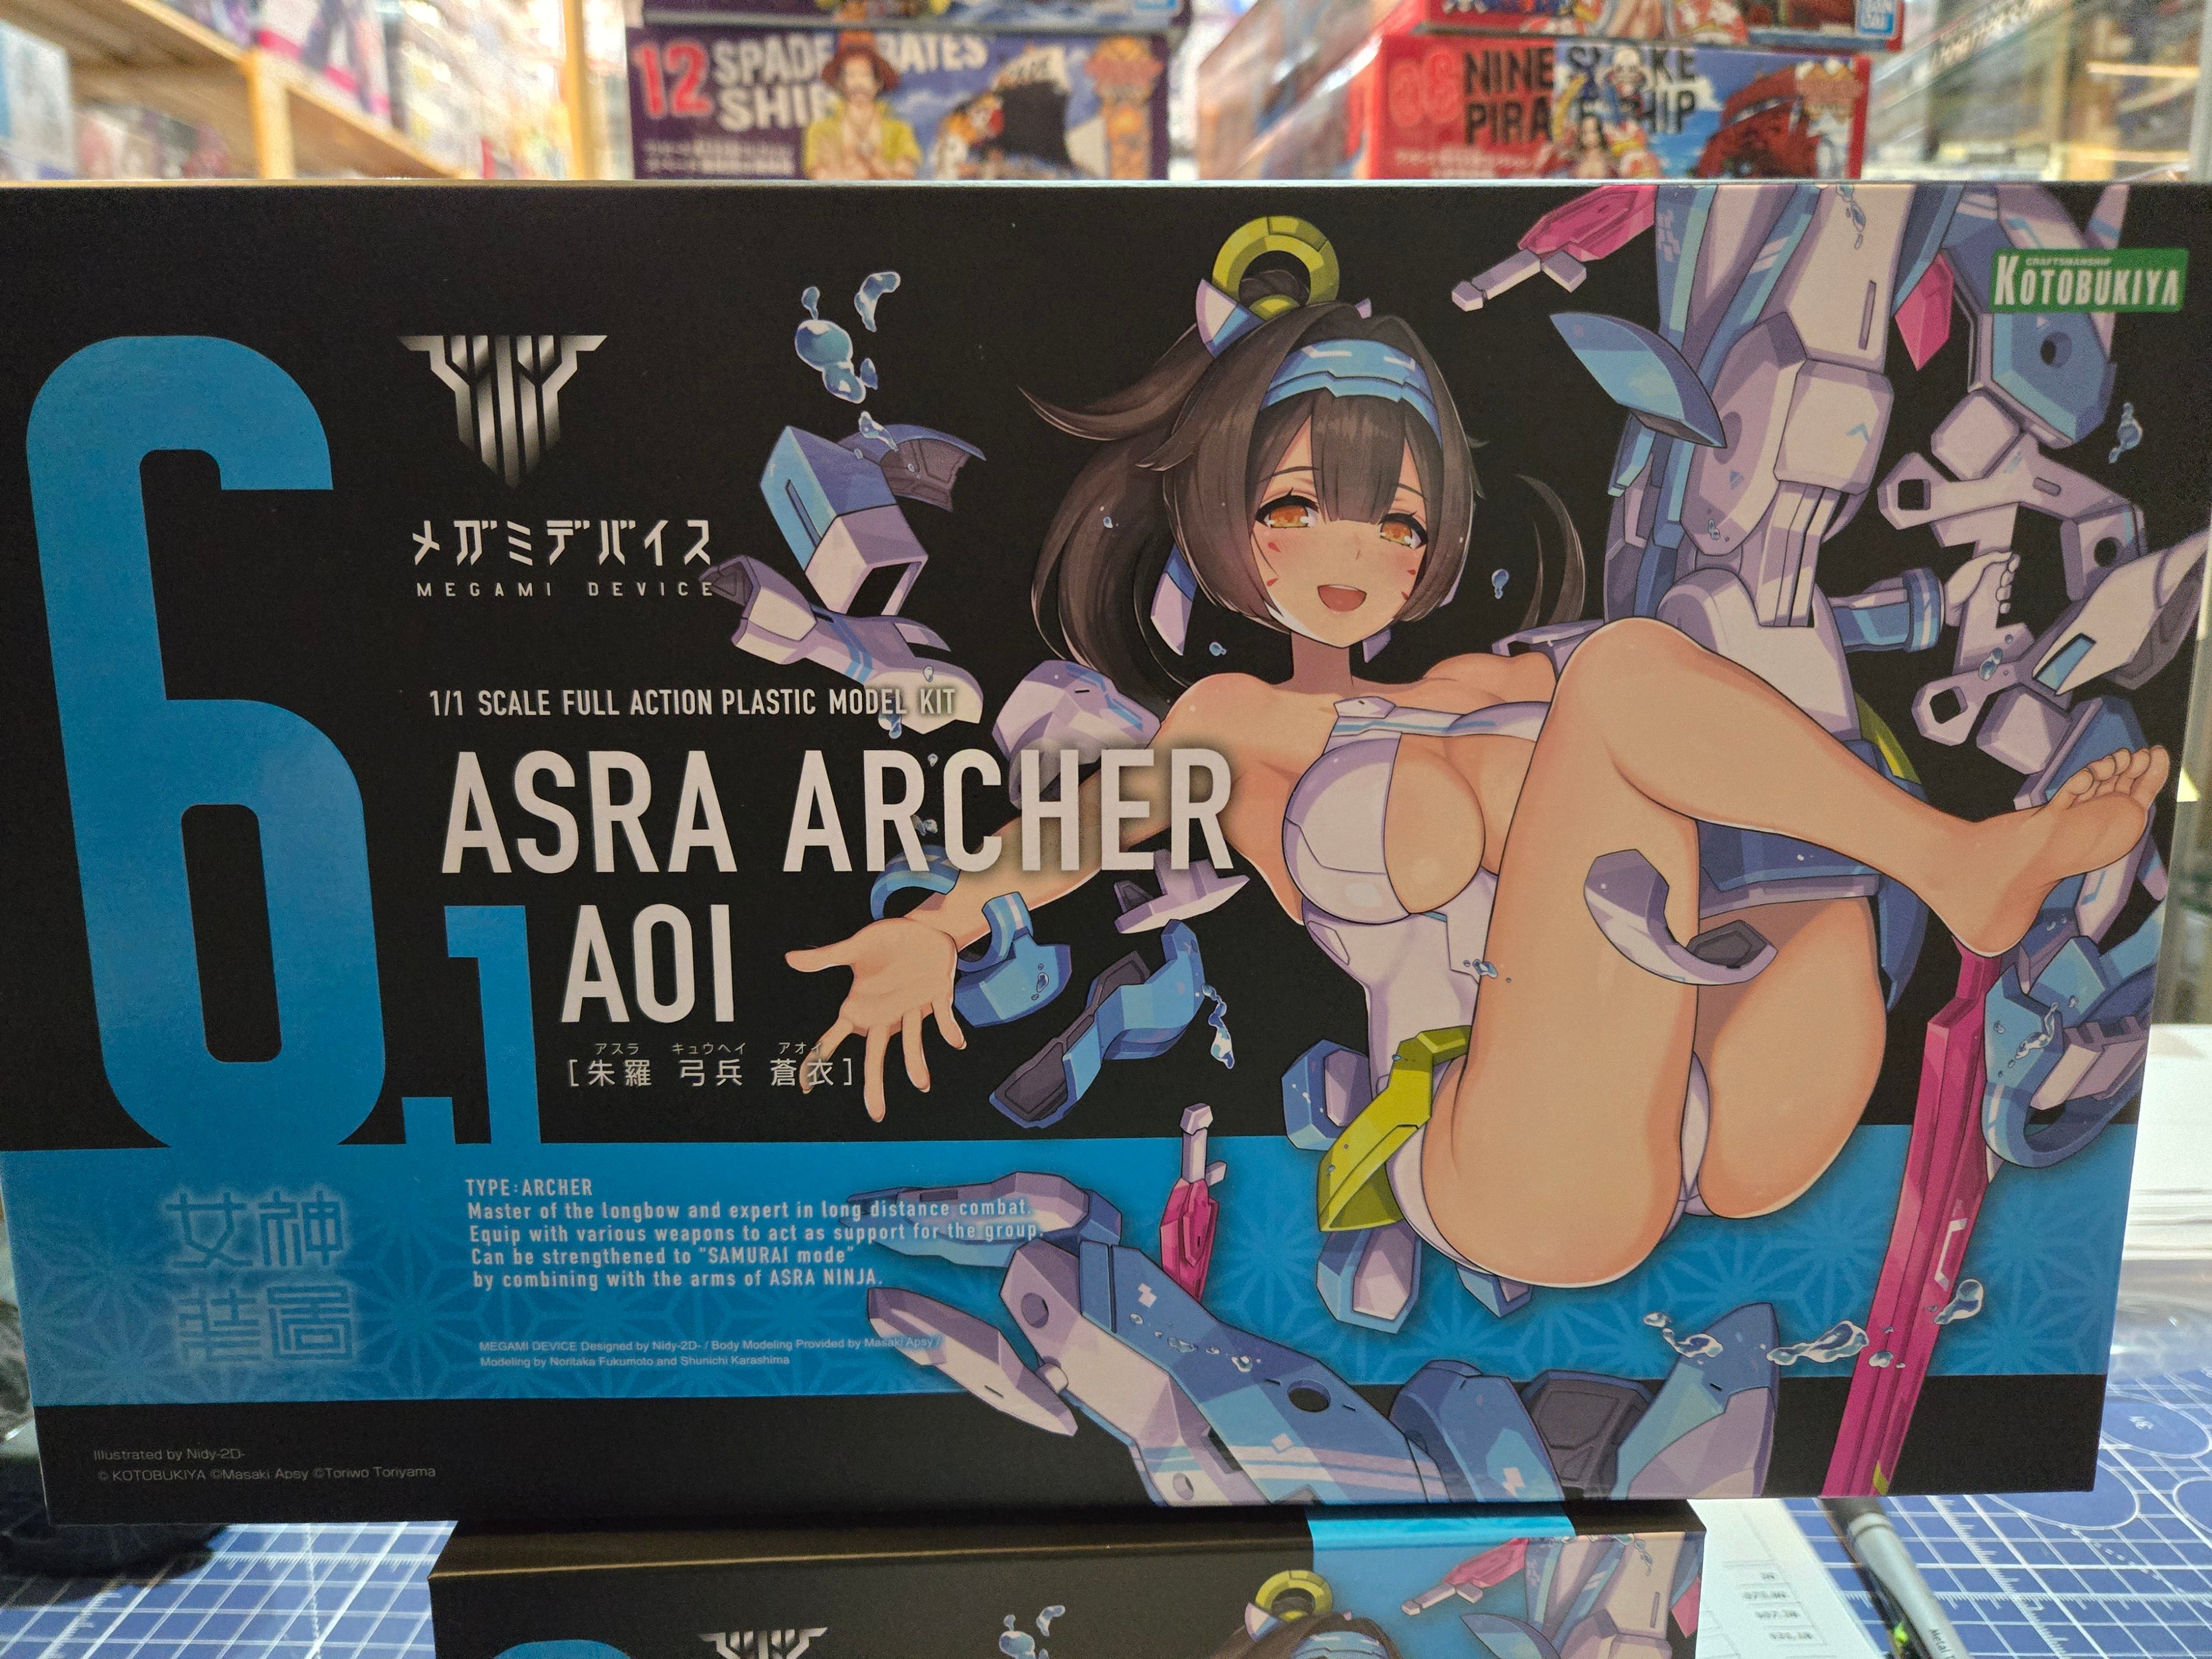 12 SPADE
SHIP
NINE
PIRA SHIP
CRAFTSMANSHIP
KOTOBUKIYA
6.1
メガミデバイス
MEGAMI DEVICE
1/1 SCALE FULL ACTION PLASTIC MODEL KIT
ASRA ARCHER
AOI
アスラ キュウヘイ アオイ
[朱羅 弓兵 蒼衣]
女神
装置
TYPE:ARCHER
Master of the longbow and expert in long distance combat.
Equip with various weapons to act as support for the group.
Can be strengthened to "SAMURAI mode"
by combining with the arms of ASRA NINJA.
MEGAMI DEVICE Designed by Nidy-2D- / Body Modeling Provided by Masaki Apsy /
Modeling by Noritaka Fukumoto and Shunichi Karashima
Illustrated by Nidy-2D-
© KOTOBUKIYA ©Masaki Apsy ©Toriwo Toriyama